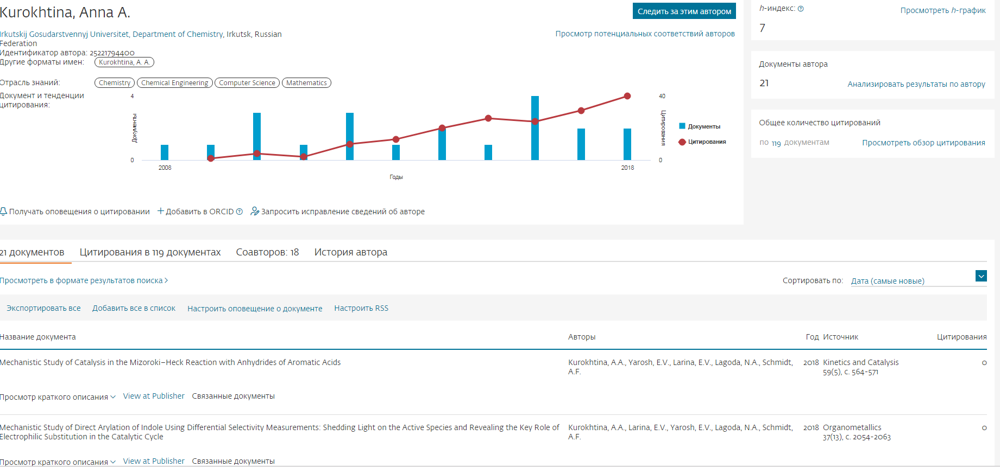 Kurokhtina, Anna A.
Следить за этим автором
Irkutskij Gosudarstvennyj Universitet, Department of Chemistry, Irkutsk, Russian
Federation
Просмотр потенциальных соответствий авторов
Идентификатор автора: 25221794400
Другие форматы имен: Kurokhtina, A. A.
Отрасль знаний: Chemistry Chemical Engineering Computer Science Mathematics
Документ и тенденции
цитирования:
4
0
Документы
2008
2018
Годы
40
0
Цитирования
Документы
Цитирования
Получать оповещения о цитировании Добавить в ORCID Запросить исправление сведений об авторе
h-индекс:
Просмотреть h-график
7
Документы автора
21
Анализировать результаты по автору
Общее количество цитирований
по 119 документам
Просмотреть обзор цитирования
21 документов Цитирования в 119 документах Соавторов: 18 История автора
Просмотреть в формате результатов поиска
Сортировать по: Дата (самые новые)
Экспортировать все Добавить все в список Настроить оповещение о документе Настроить RSS
Название документа Авторы Год Источник Цитирования
Mechanistic Study of Catalysis in the Mizoroki–Heck Reaction with Anhydrides of Aromatic Acids
Kurokhtina, A.A., Yarosh, E.V., Larina, E.V., Lagoda, N.A., Schmidt,
A.F.
2018
Kinetics and Catalysis
59(5), с. 564-571
0
Просмотр краткого описания View at Publisher Связанные документы
Mechanistic Study of Direct Arylation of Indole Using Differential Selectivity Measurements: Shedding Light on the Active Species and Revealing the Key Role of
Electrophilic Substitution in the Catalytic Cycle
Kurokhtina, A.A., Larina, E.V., Yarosh, E.V., Lagoda, N.A., Schmidt,
A.F.
2018
Organometallics
37(13), с. 2054-2063
0
Просмотр краткого описания View at Publisher Связанные документы